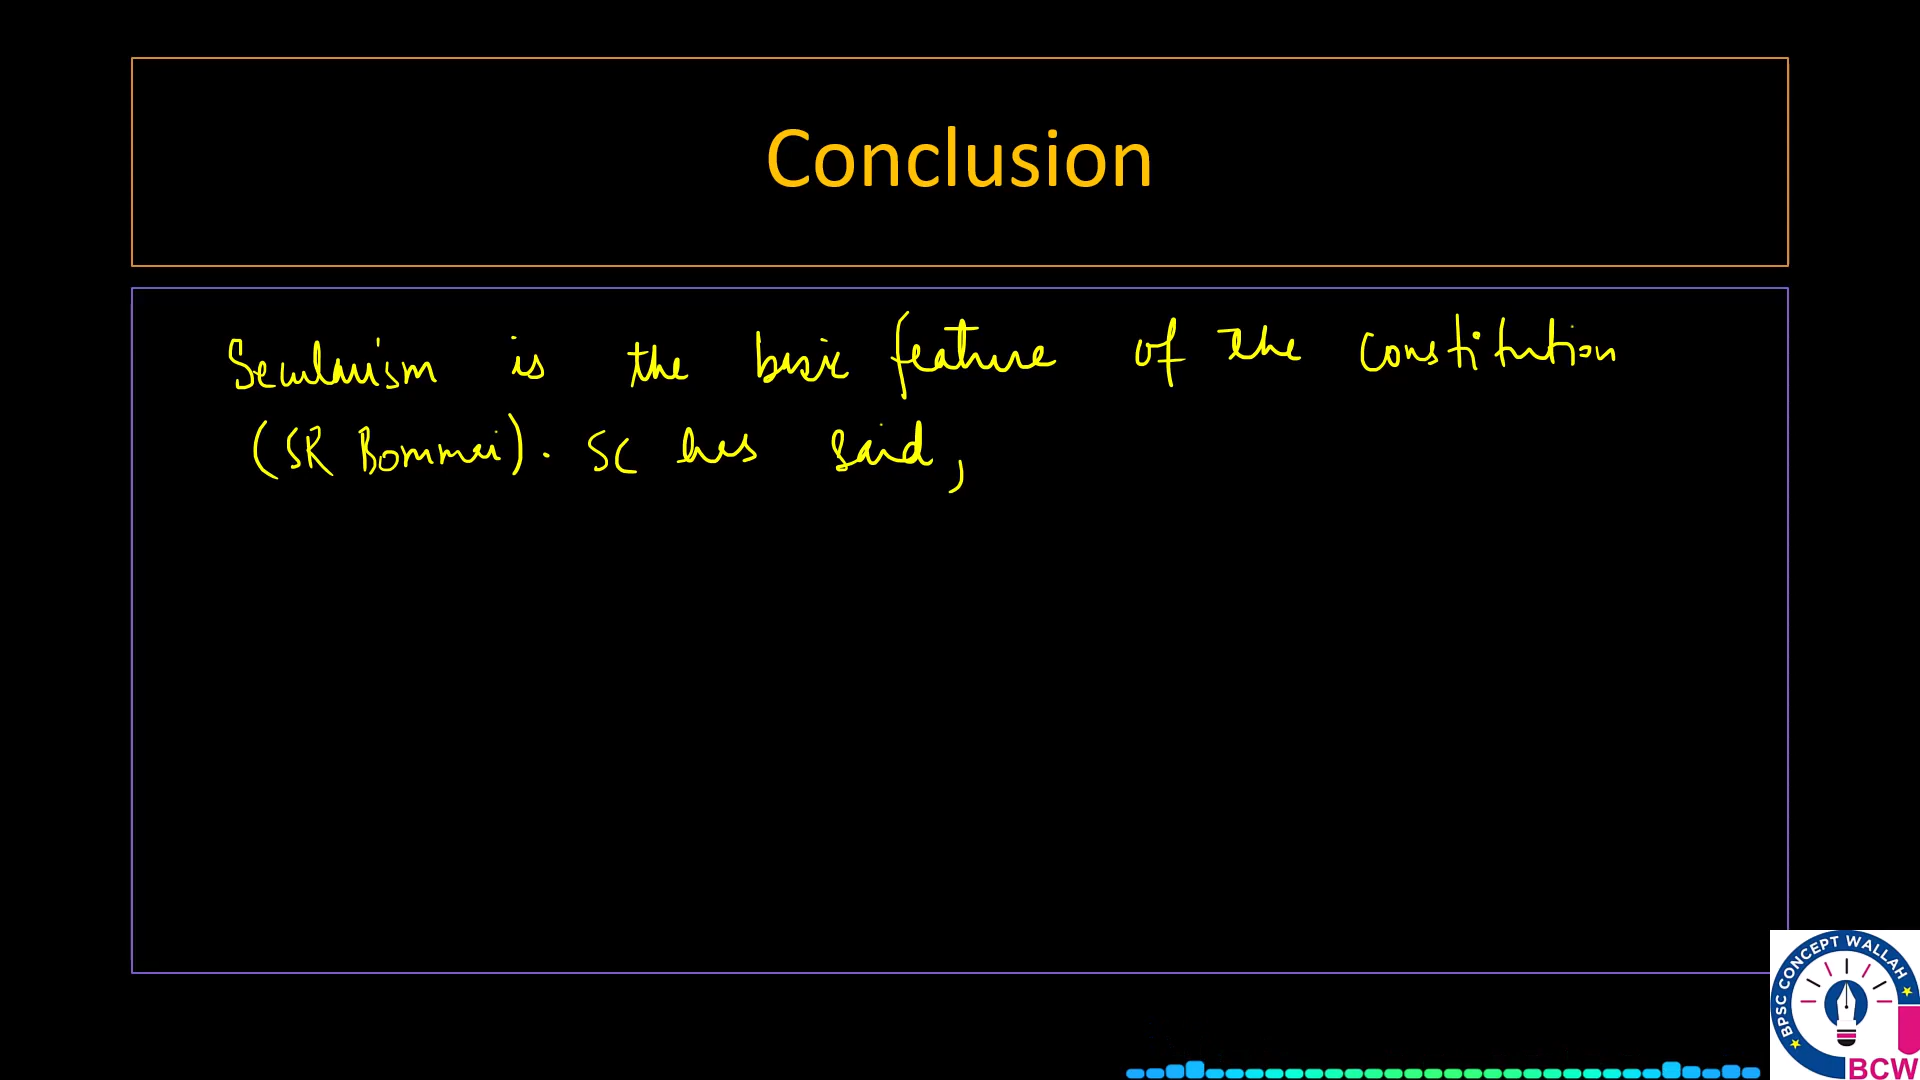 Conclusion
Secularism is the basic feature of the constitution
(SR Bommai). SC has said,
BPSC CONCEPT WALLAH
BCW